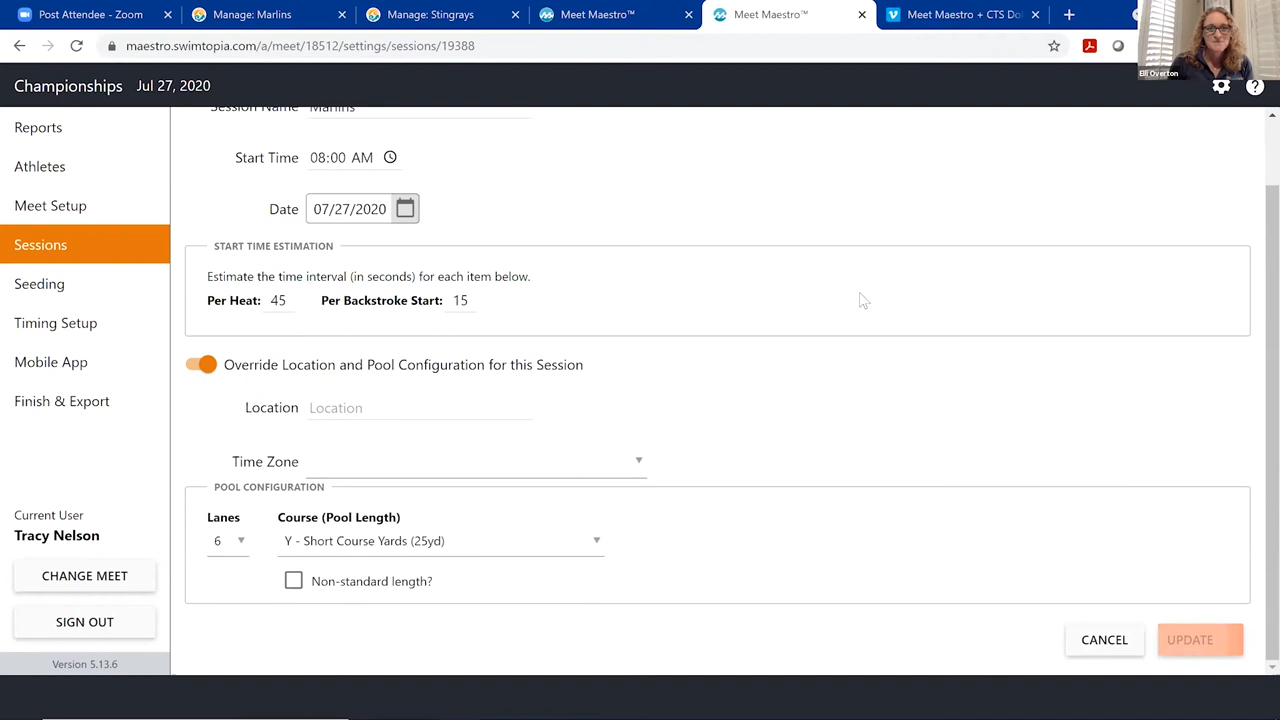 Post Attendee - Zoom
Manage: Marlins
Manage: Stingrays
Meet Maestro™
Meet Maestro™
Meet Maestro + CTS Do
maestro.swimtopia.com/a/meet/18512/settings/sessions/19388
Elli Overton
Championships Jul 27, 2020
Reports
Athletes
Meet Setup
Sessions
Seeding
Timing Setup
Mobile App
Finish & Export
Current User
Tracy Nelson
CHANGE MEET
SIGN OUT
Version 5.13.6
Session Name Marlins
Start Time 08:00 AM
Date 07/27/2020
START TIME ESTIMATION
Estimate the time interval (in seconds) for each item below.
Per Heat: 45 Per Backstroke Start: 15
Override Location and Pool Configuration for this Session
Location Location
Time Zone
POOL CONFIGURATION
Lanes Course (Pool Length)
6 Y - Short Course Yards (25yd)
Non-standard length?
CANCEL UPDATE